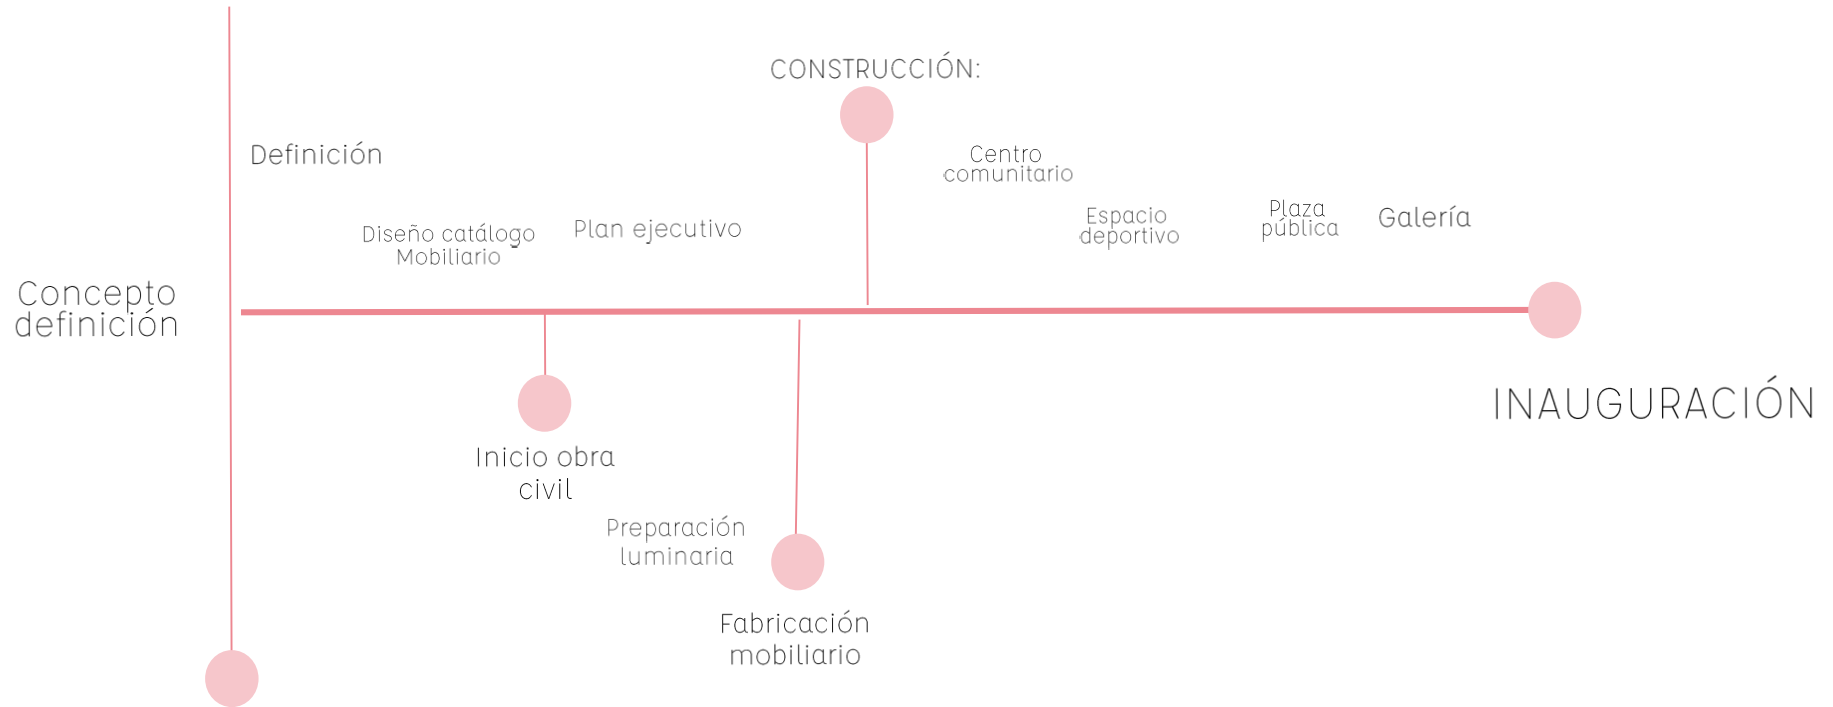 CONSTRUCCIÓN:
Definición
Centro
comunitario
Diseño catálogo
Mobiliario
Plan ejecutivo
Espacio
deportivo
Plaza
pública
Galería
Concepto
definición
INAUGURACIÓN
Inicio obra
civil
Preparación
luminaria
Fabricación
mobiliario